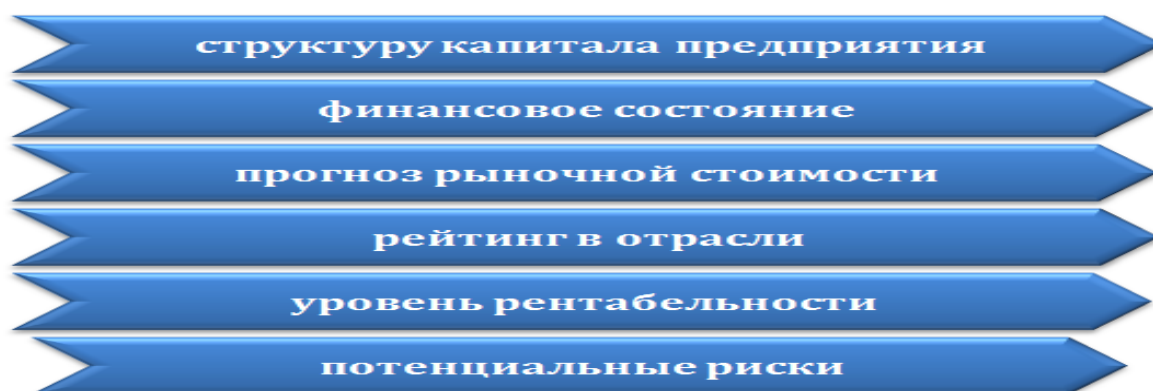 структуру капитала предприятия
финансовое состояние
прогноз рыночной стоимости
рейтинг в отрасли
уровень рентабельности
потенциальные риски